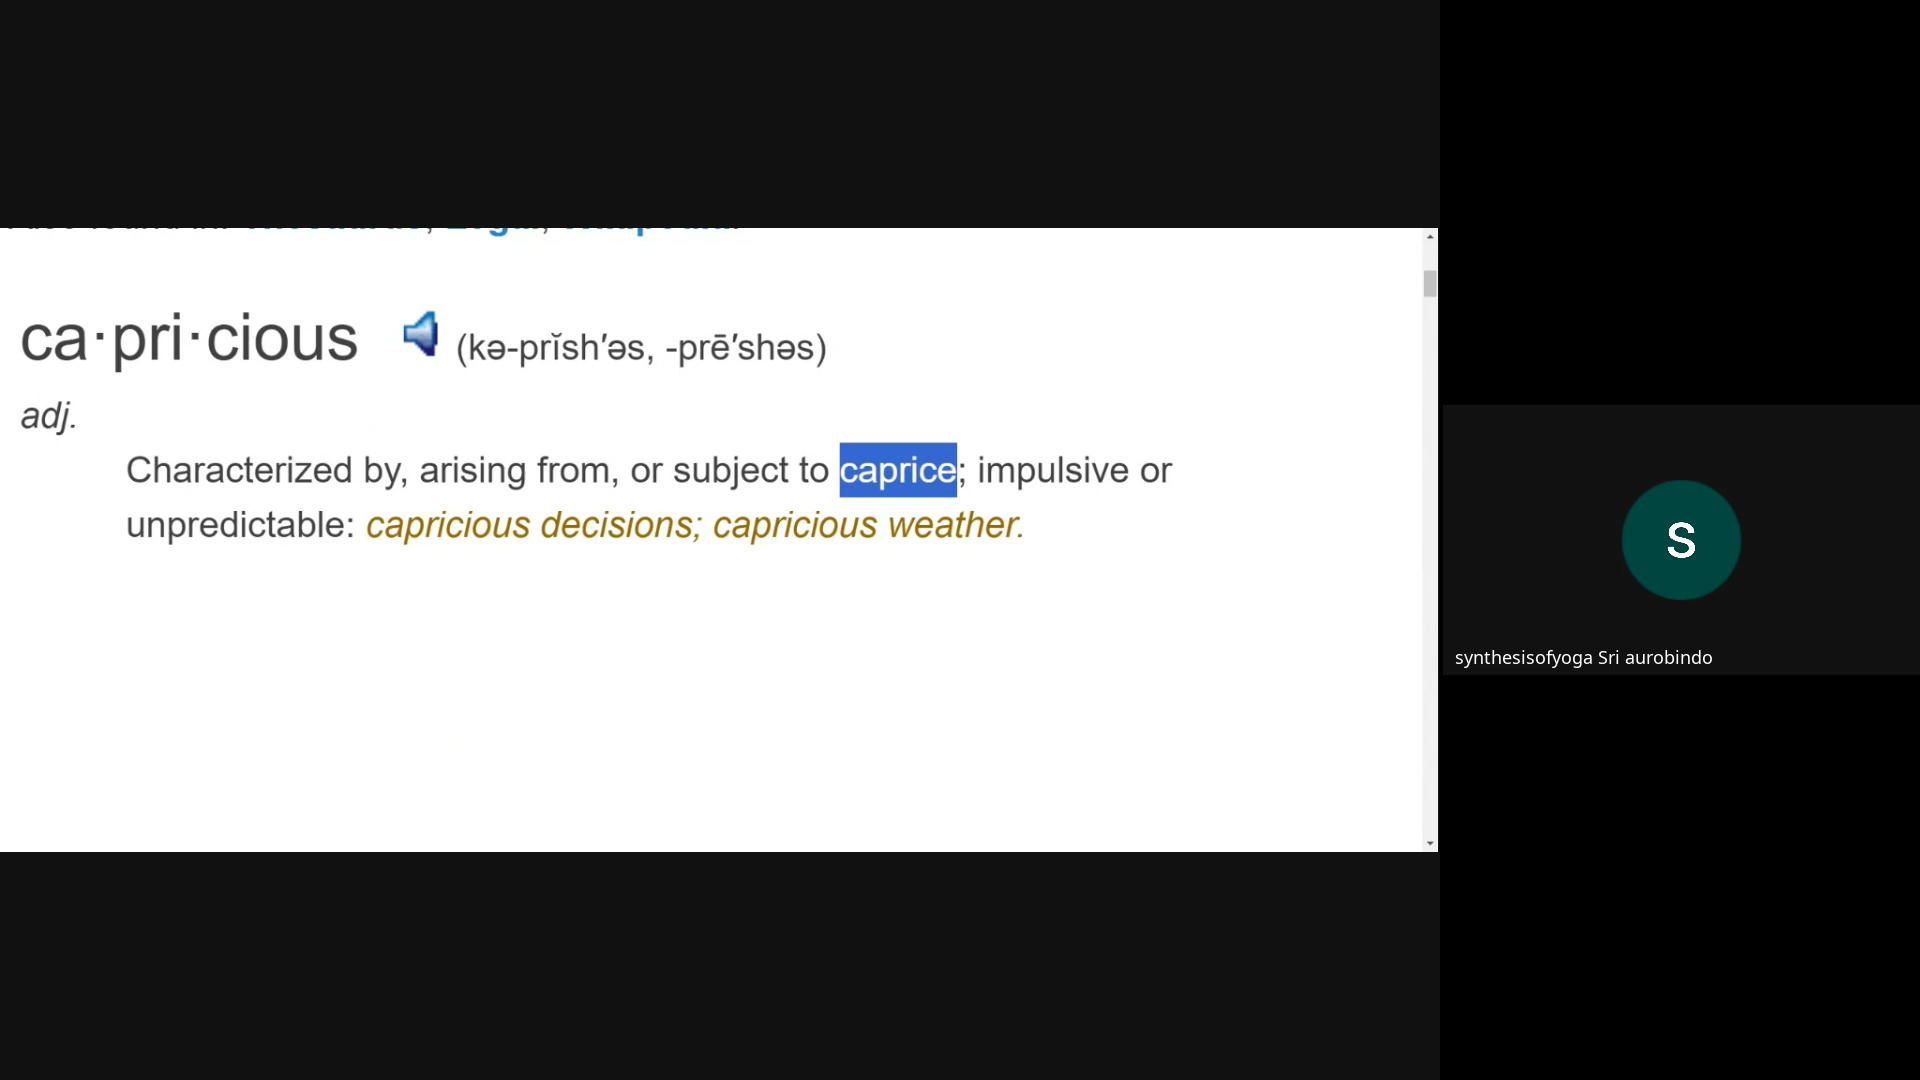 ca·pri·cious (kə-prĭsh′əs, -prē′shəs)
adj.
Characterized by, arising from, or subject to caprice; impulsive or
unpredictable: capricious decisions; capricious weather.
S
synthesisofyoga Sri aurobindo